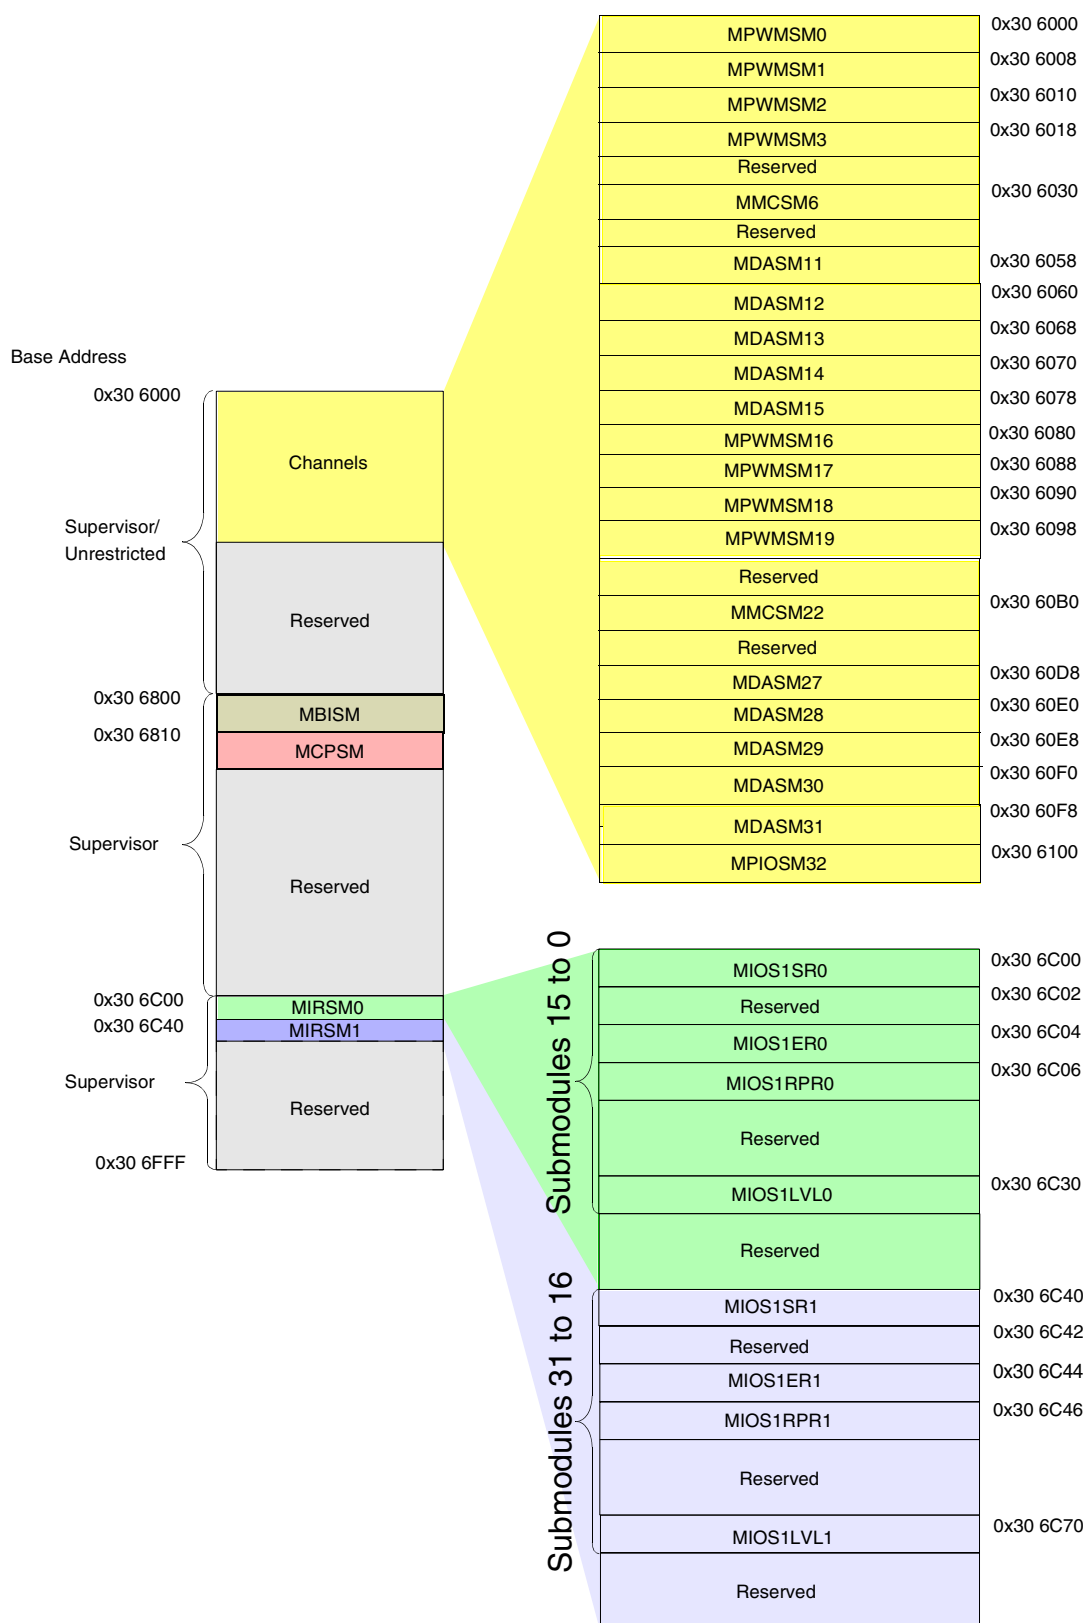 Base Address
0x30 6000
Channels
Supervisor/
Unrestricted
Reserved
0x30 6800
MBISM
0x30 6810
MCPSM
Supervisor
Reserved
0x30 6C00
MIRSM0
0x30 6C40
MIRSM1
Supervisor
Reserved
0x30 6FFF
MPWMSM0 0x30 6000
MPWMSM1 0x30 6008
MPWMSM2 0x30 6010
MPWMSM3 0x30 6018
Reserved
MMCSM6 0x30 6030
Reserved
MDASM11 0x30 6058
MDASM12 0x30 6060
MDASM13 0x30 6068
MDASM14 0x30 6070
MDASM15 0x30 6078
MPWMSM16 0x30 6080
MPWMSM17 0x30 6088
MPWMSM18 0x30 6090
MPWMSM19 0x30 6098
Reserved
MMCSM22 0x30 60B0
Reserved
MDASM27 0x30 60D8
MDASM28 0x30 60E0
MDASM29 0x30 60E8
MDASM30 0x30 60F0
MDASM31 0x30 60F8
MPIOSM32 0x30 6100
Submodules 15 to 0
MIOS1SR0 0x30 6C00
Reserved 0x30 6C02
MIOS1ER0 0x30 6C04
MIOS1RPR0 0x30 6C06
Reserved
MIOS1LVL0 0x30 6C30
Reserved
Submodules 31 to 16
MIOS1SR1 0x30 6C40
Reserved 0x30 6C42
MIOS1ER1 0x30 6C44
MIOS1RPR1 0x30 6C46
Reserved
MIOS1LVL1 0x30 6C70
Reserved